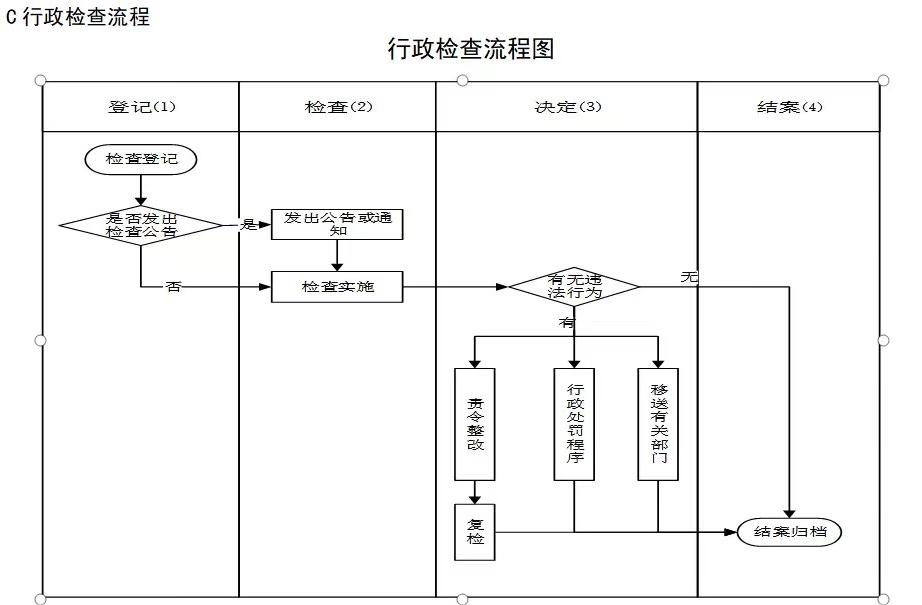 C 行政检查流程
行政检查流程图
登记(1)
检查(2)
决定(3)
结案(4)
检查登记
是否发出
检查公告
是
发出公告或通
知
否
检查实施
有无违
法行为
无
有
责令整改
行政处罚程序
移送有关部门
复检
结案归档